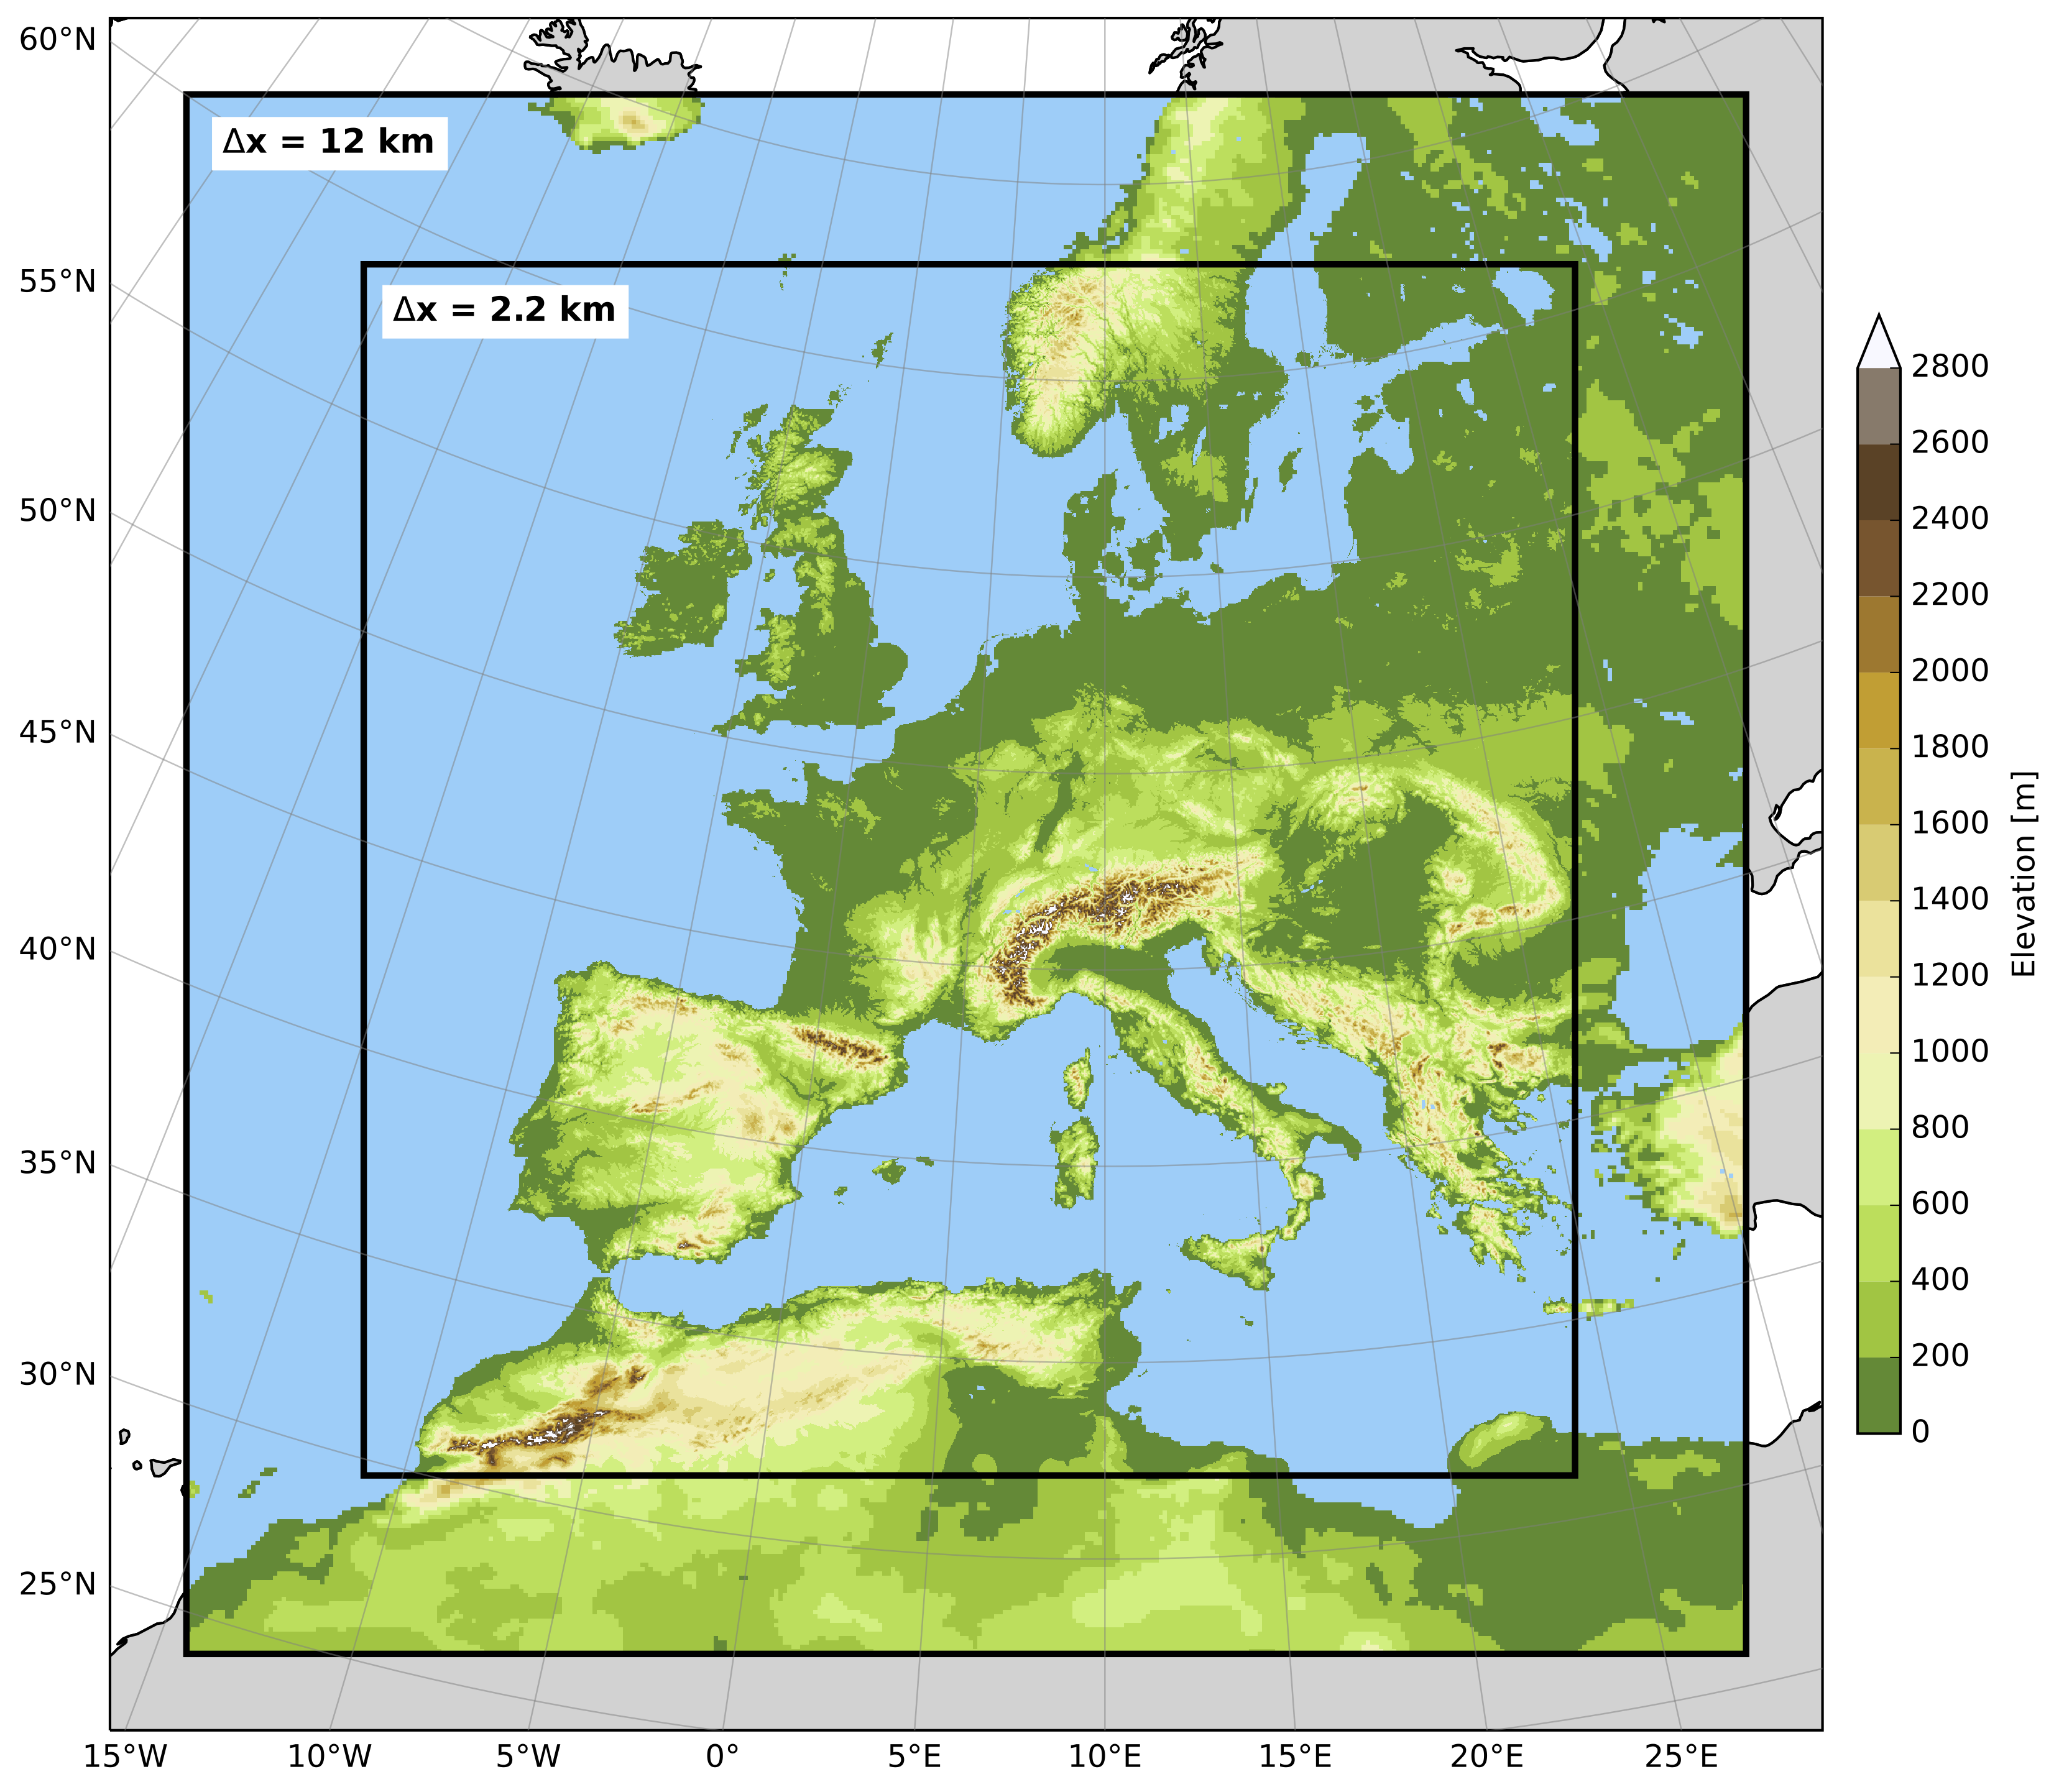 60°N
55°N
50°N
45°N
40°N
35°N
30°N
25°N
Δx = 12 km
Δx = 2.2 km
15°W 10°W 5°W 0° 5°E 10°E 15°E 20°E 25°E
2800
2600
2400
2200
2000
1800
1600
1400
1200
1000
800
600
400
200
0
Elevation [m]